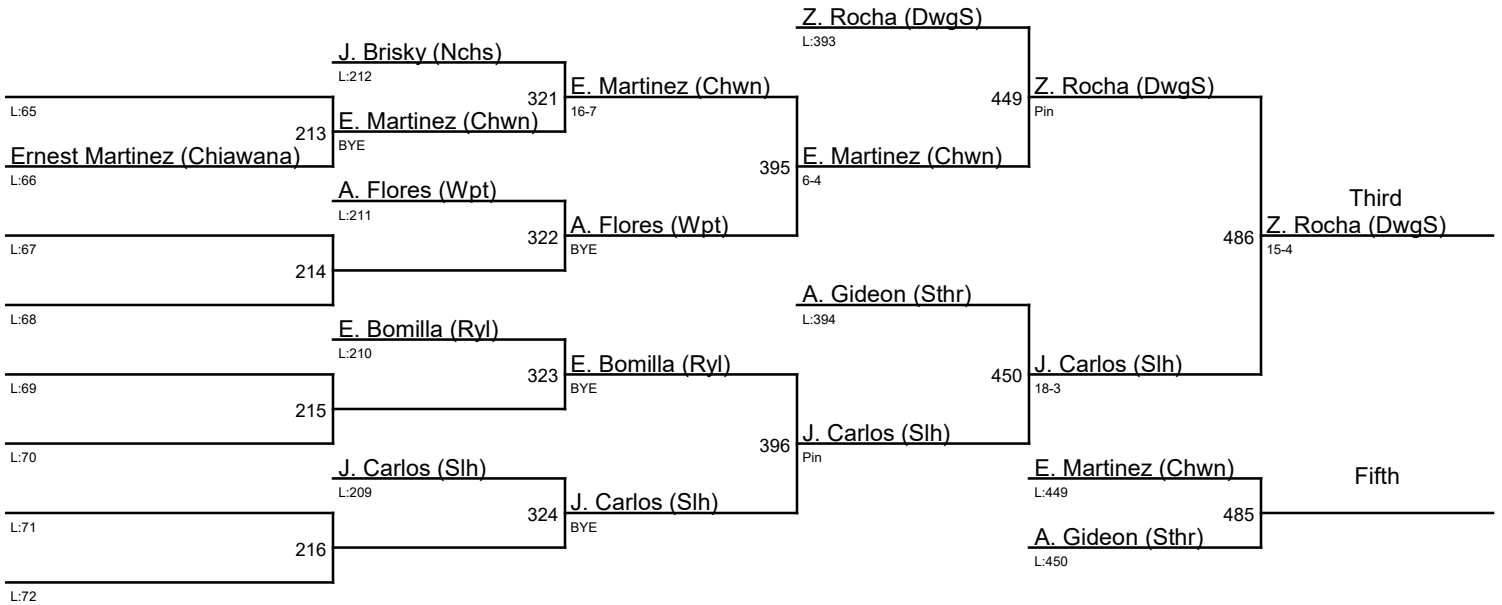 Z. Rocha (DwgS)
L:393
J. Brisky (Nchs)
L:212
321
E. Martinez (Chwn)
16-7
449
Z. Rocha (DwgS)
Pin
L:65
213
E. Martinez (Chwn)
BYE
Ernest Martinez (Chiawana)
L:66
395
E. Martinez (Chwn)
6-4
A. Flores (Wpt)
L:211
322
A. Flores (Wpt)
BYE
Third
486
Z. Rocha (DwgS)
15-4
L:67
214
L:68
A. Gideon (Sthr)
L:394
E. Bomilla (Ryl)
L:210
323
E. Bomilla (Ryl)
BYE
450
J. Carlos (Slh)
18-3
L:69
215
L:70
396
J. Carlos (Slh)
Pin
J. Carlos (Slh)
L:209
324
J. Carlos (Slh)
BYE
E. Martinez (Chwn)
L:449
Fifth
485
L:71
216
A. Gideon (Sthr)
L:450
L:72